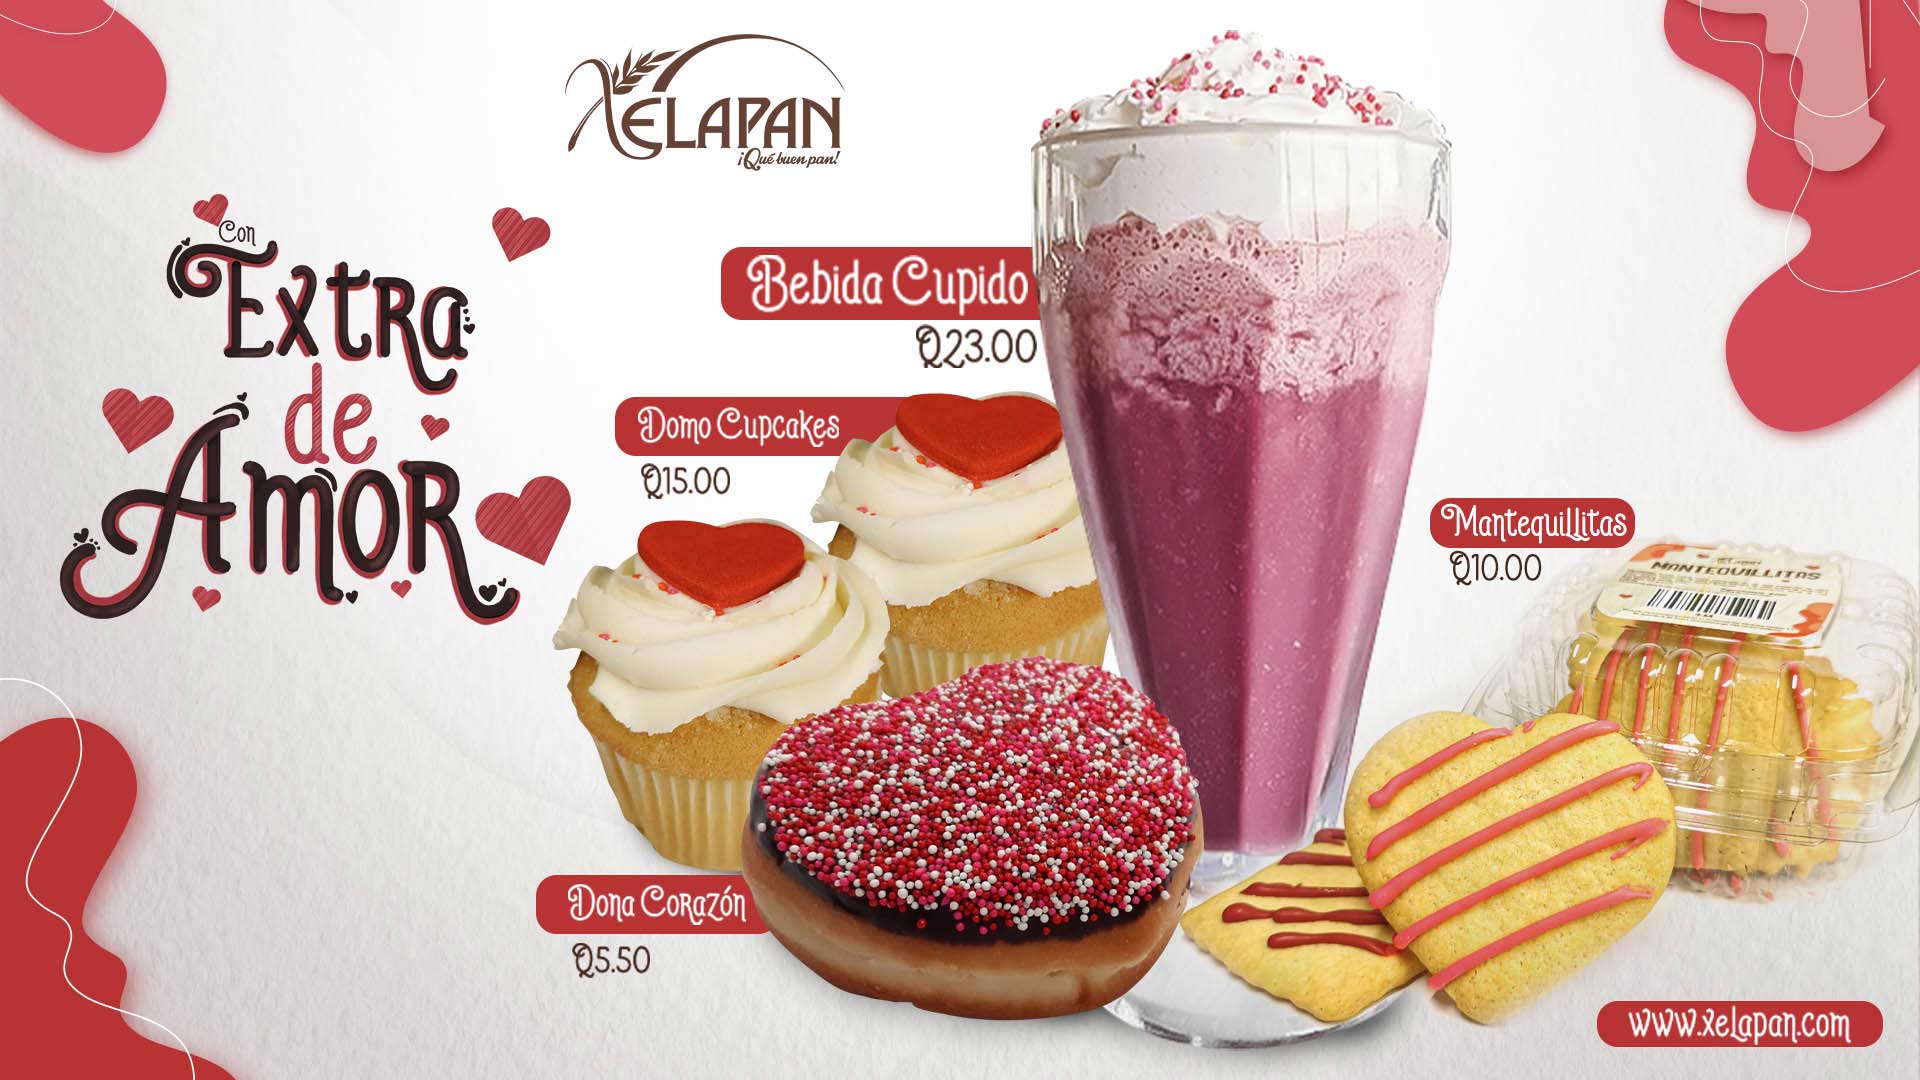 XELAPAN
¡Qué buen pan!
Con
Extra
de
Amor
Bebida Cupido
Q23.00
Domo Cupcakes
Q15.00
Dona Corazón
Q5.50
Mantequillitas
Q10.00
XELAPAN
MANTEQUILLITAS
www.xelapan.com